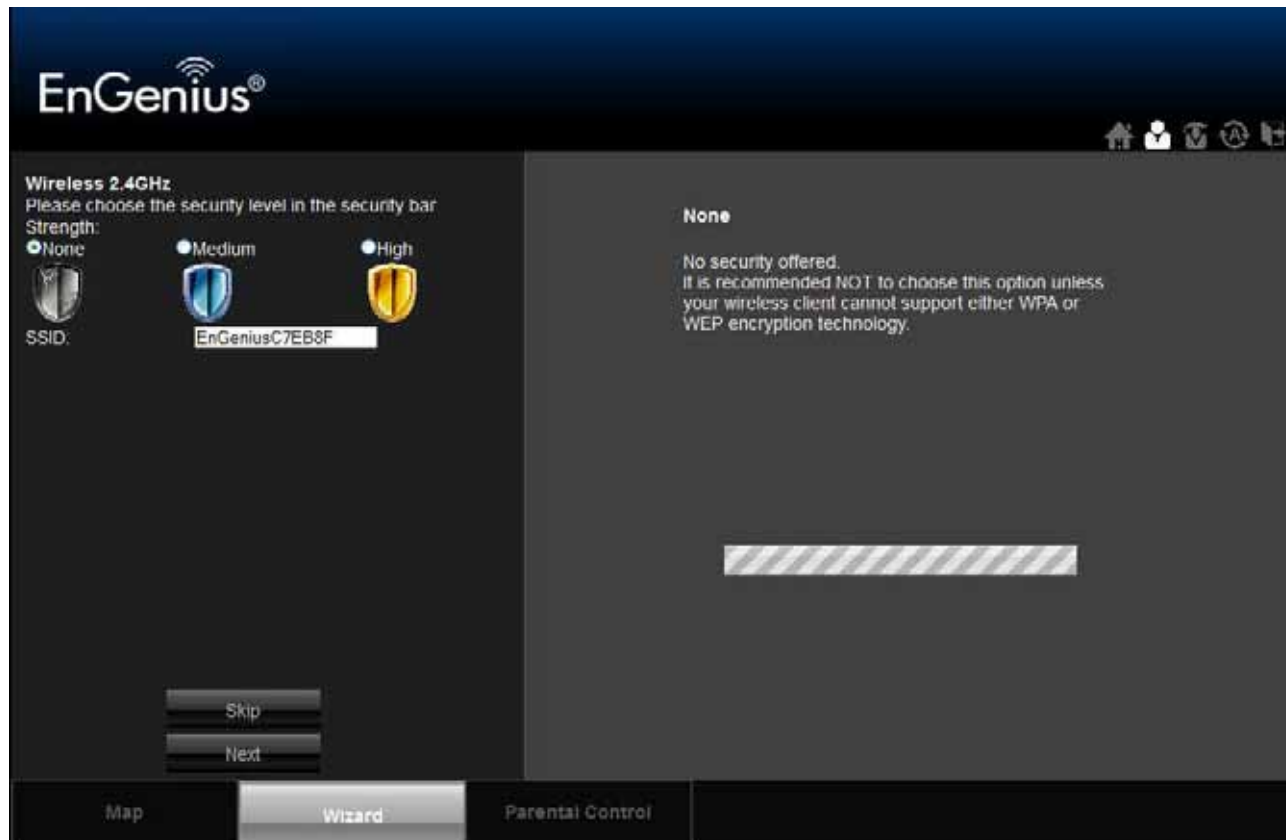 EnGenius®
Wireless 2.4GHz
Please choose the security level in the security bar
Strength:
None Medium High
SSID: EnGeniusC7EB8F
Skip
Next
None
No security offered.
It is recommended NOT to choose this option unless
your wireless client cannot support either WPA or
WEP encryption technology.
Map Wizard Parental Control